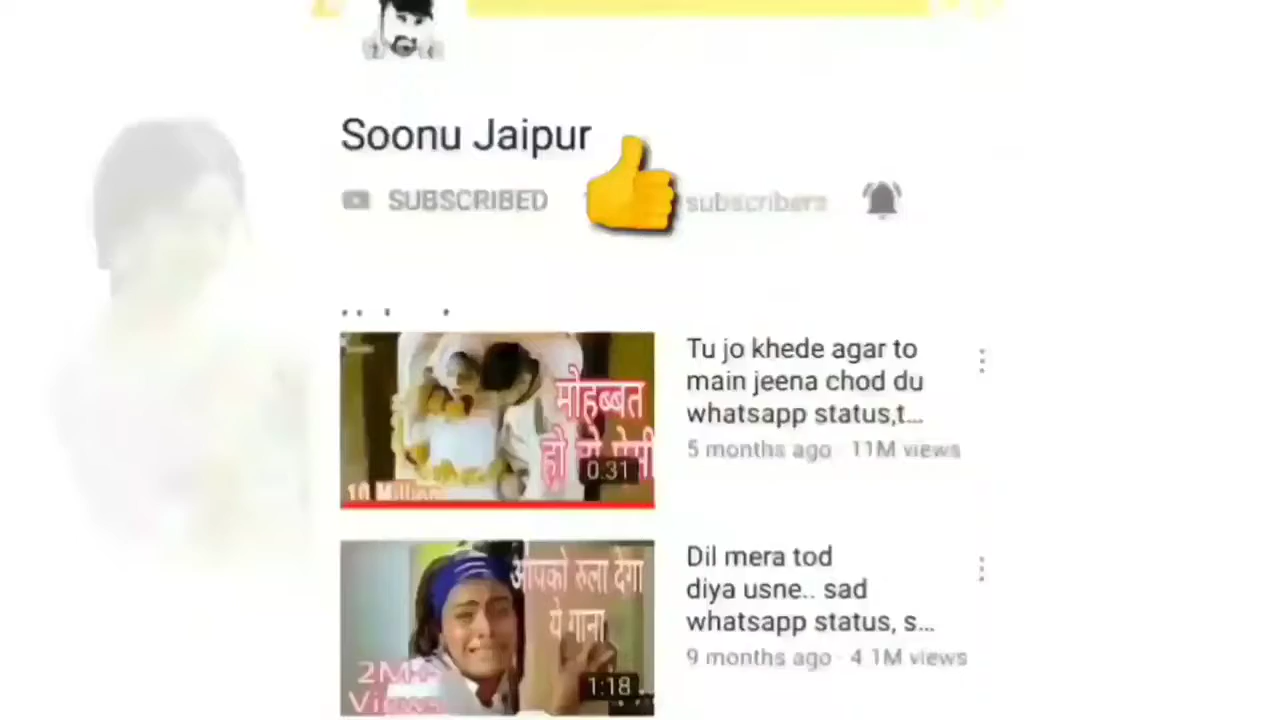 Soonu Jaipur
SUBSCRIBED
subscribers
मोहब्बत
हो
0:31
10 Million
Tu jo khede agar to
main jeena chod du
whatsapp status,t...
5 months ago · 11M views
आपको रुला देगा
ये गाना
2M+
Views
1:18
Dil mera tod
diya usne.. sad
whatsapp status, s...
9 months ago · 4.1M views